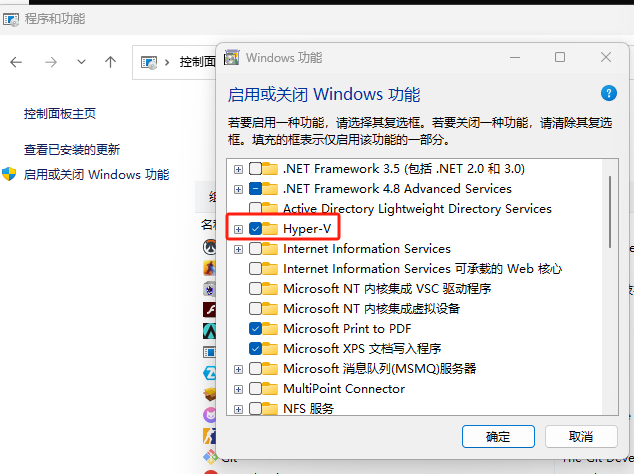 程序和功能
控制面
Windows 功能
控制面板主页
查看已安装的更新
启用或关闭 Windows 功能
启用或关闭 Windows 功能
若要启用一种功能，请选择其复选框。若要关闭一种功能，请清除其复选
框。填充的框表示仅启用该功能的一部分。
.NET Framework 3.5 (包括 .NET 2.0 和 3.0)
.NET Framework 4.8 Advanced Services
Active Directory Lightweight Directory Services
Hyper-V
Internet Information Services
Internet Information Services 可承载的 Web 核心
Microsoft NT 内核集成 VSC 驱动程序
Microsoft NT 内核集成虚拟设备
Microsoft Print to PDF
Microsoft XPS 文档写入程序
Microsoft 消息队列(MSMQ)服务器
MultiPoint Connector
NFS 服务
确定
取消
Git
The Git Devel